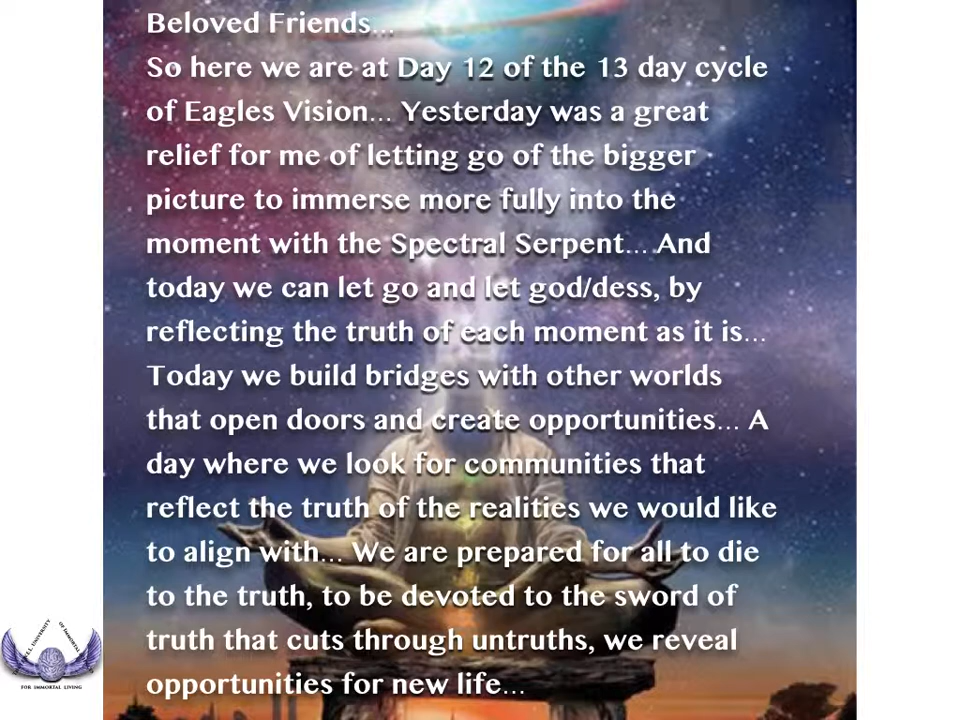 Beloved Friends...
So here we are at Day 12 of the 13 day cycle
of Eagles Vision... Yesterday was a great
relief for me of letting go of the bigger
picture to immerse more fully into the
moment with the Spectral Serpent... And
today we can let go and let god/dess, by
reflecting the truth of each moment as it is...
Today we build bridges with other worlds
that open doors and create opportunities... A
day where we look for communities that
reflect the truth of the realities we would like
to align with... We are prepared for all to die
to the truth, to be devoted to the sword of
truth that cuts through untruths, we reveal
opportunities for new life...
UNIVERSITY
OF IMMORTAL
FOR IMMORTAL LIVING